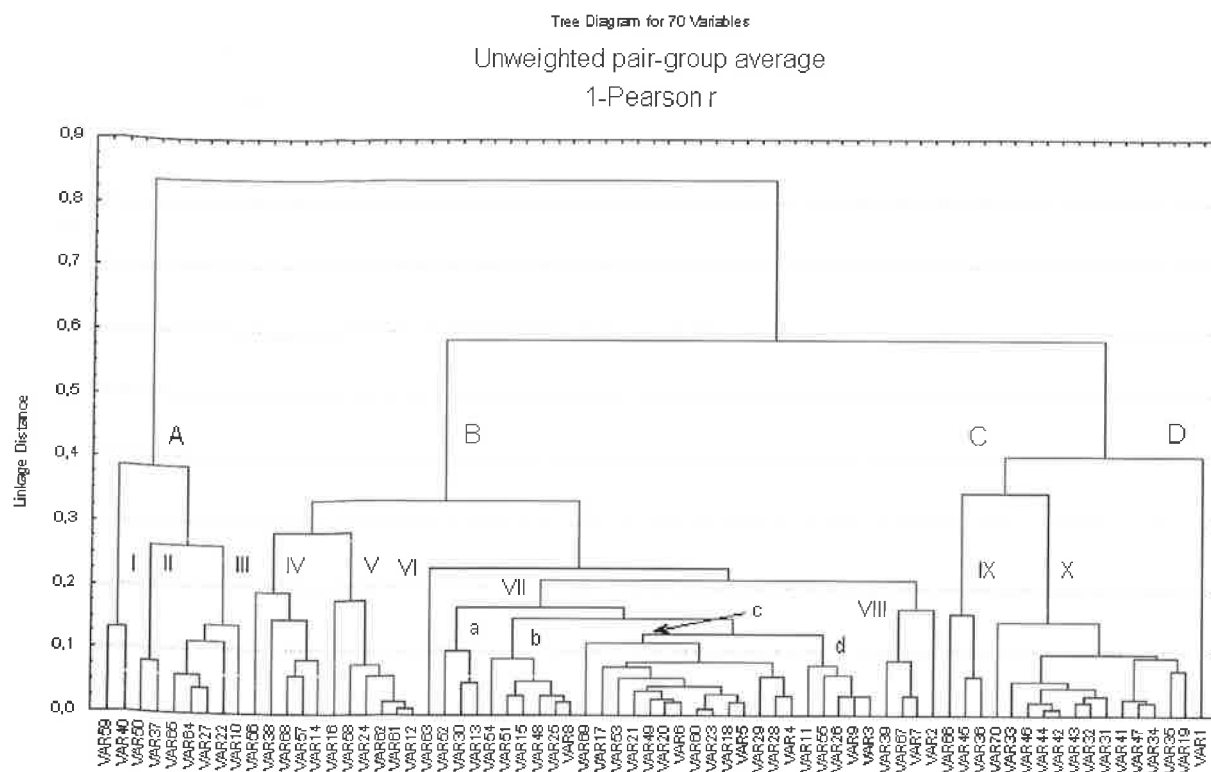 Tree Diagram for 70 Variables
Unweighted pair-group average
1-Pearson r
0,9
0,8
0,7
0,6
0,5
0,4
0,3
0,2
0,1
0,0
Linkage Distance
A
B
C
D
I
II
III
IV
V
VI
VII
VIII
IX
X
a
b
c
d
VAR59
VAR40
VAR50
VAR37
VAR65
VAR64
VAR27
VAR22
VAR10
VAR56
VAR38
VAR68
VAR57
VAR14
VAR16
VAR58
VAR24
VAR62
VAR61
VAR12
VAR63
VAR52
VAR30
VAR13
VAR54
VAR51
VAR15
VAR48
VAR25
VAR8
VAR69
VAR17
VAR53
VAR21
VAR49
VAR20
VAR6
VAR60
VAR23
VAR18
VAR5
VAR29
VAR28
VAR4
VAR11
VAR55
VAR26
VAR9
VAR3
VAR39
VAR67
VAR7
VAR2
VAR66
VAR45
VAR36
VAR70
VAR33
VAR46
VAR44
VAR42
VAR43
VAR32
VAR31
VAR41
VAR47
VAR34
VAR35
VAR19
VAR1